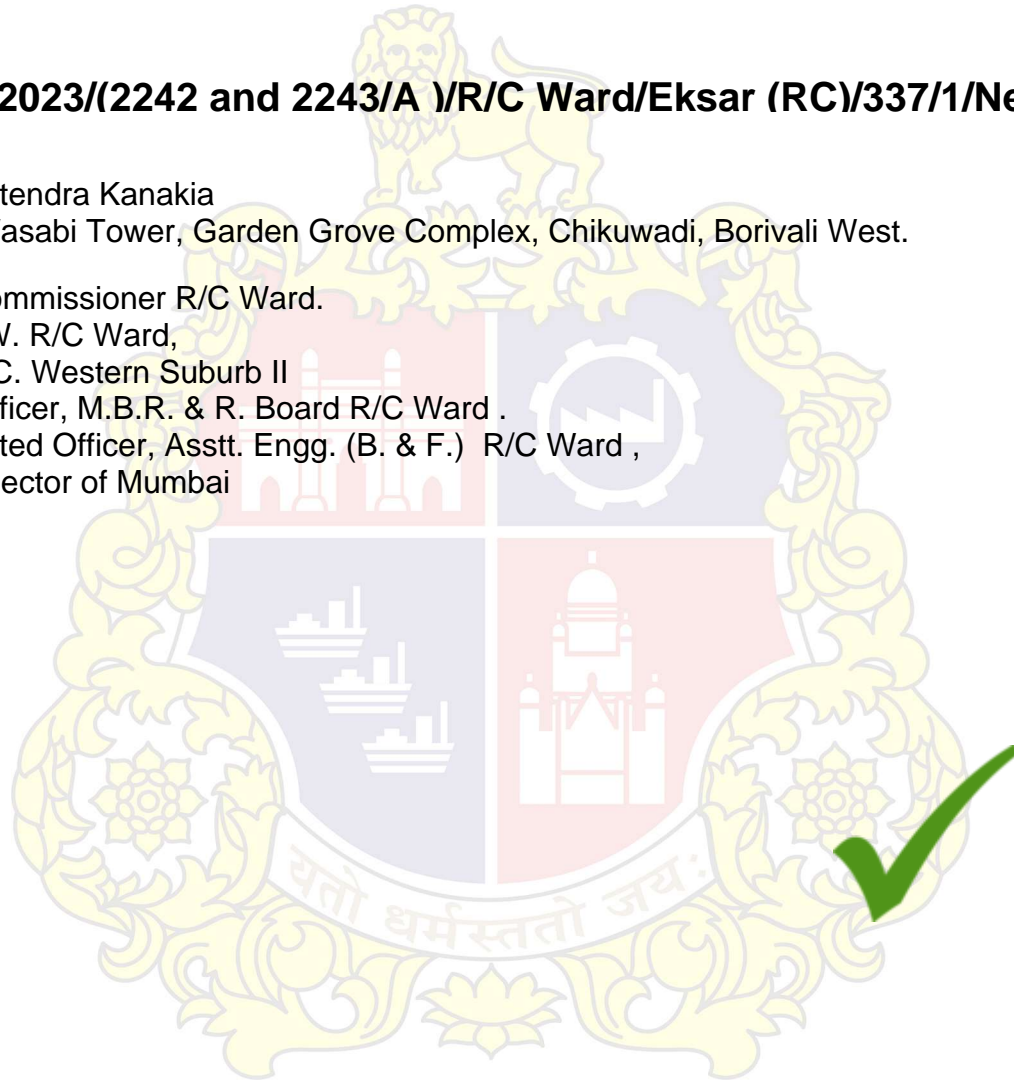 2023/(2242 and 2243/A )/R/C Ward/Eksar (RC)/337/1/Ne
tendra Kanakia
asabi Tower, Garden Grove Complex, Chikuwadi, Borivali West.
ommissioner R/C Ward.
W. R/C Ward,
C. Western Suburb II
ficer, M.B.R. & R. Board R/C Ward .
ted Officer, Asstt. Engg. (B. & F.) R/C Ward ,
ector of Mumbai
यतो धर्मस्ततो जय: